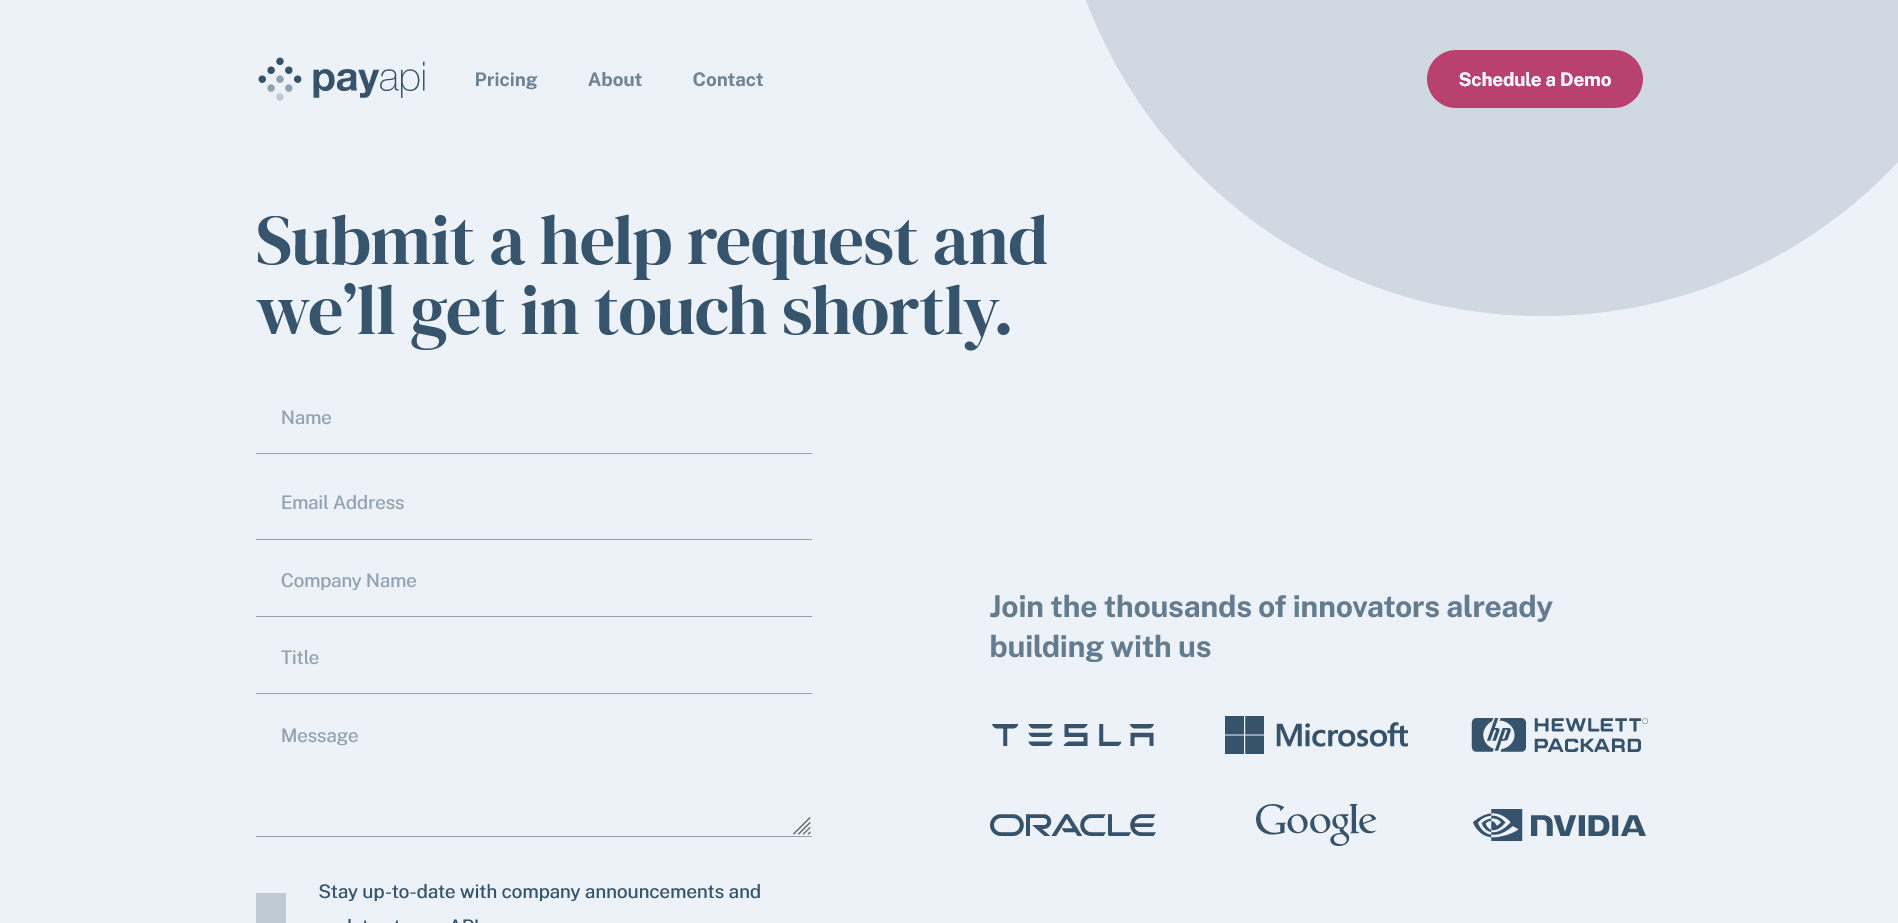 payapi
Pricing
About
Contact
Schedule a Demo
Submit a help request and
we’ll get in touch shortly.
Name
Email Address
Company Name
Title
Message
Stay up-to-date with company announcements and
Join the thousands of innovators already
building with us
TESLA
Microsoft
hp
HEWLETT
PACKARD
ORACLE
Google
NVIDIA